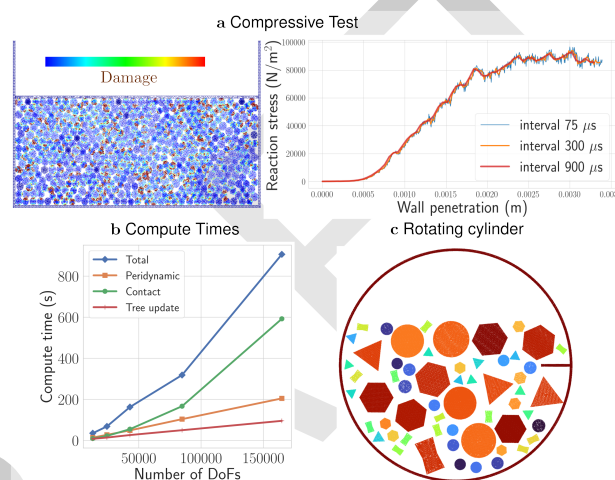 a Compressive Test
Damage
Reaction stress (N/m²)
100000
80000
60000
40000
20000
0
0.0000 0.0005 0.0010 0.0015 0.0020 0.0025 0.0030
Wall penetration (m)
interval 75 μs
interval 300 μs
interval 900 μs
b Compute Times
Compute time (s)
800
600
400
200
0
50000 100000 150000
Number of DoFs
Total
Peridynamic
Contact
Tree update
c Rotating cylinder